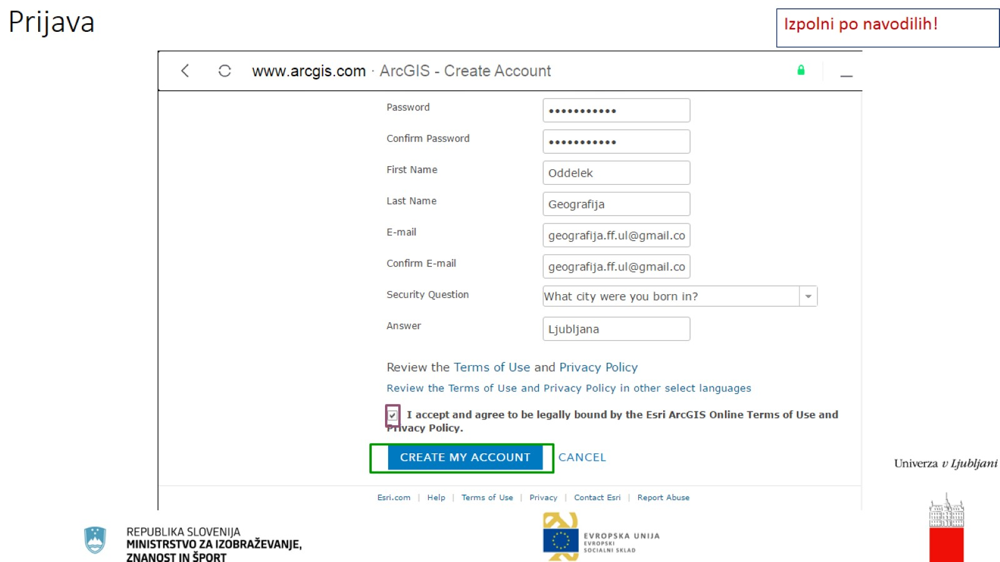 Prijava
Izpolni po navodilih!
www.arcgis.com · ArcGIS - Create Account
Password •••••••••••
Confirm Password •••••••••••
First Name Oddelek
Last Name Geografija
E-mail geografija.ff.ul@gmail.co
Confirm E-mail geografija.ff.ul@gmail.co
Security Question What city were you born in?
Answer Ljubljana
Review the Terms of Use and Privacy Policy
Review the Terms of Use and Privacy Policy in other select languages
I accept and agree to be legally bound by the Esri ArcGIS Online Terms of Use and
Privacy Policy.
CREATE MY ACCOUNT CANCEL
Esri.com | Help | Terms of Use | Privacy | Contact Esri | Report Abuse
Univerza v Ljubljani
REPUBLIKA SLOVENIJA
MINISTRSTVO ZA IZOBRAŽEVANJE,
ZNANOST IN ŠPORT
EVROPSKA UNIJA
EVROPSKI
SOCIALNI SKLAD